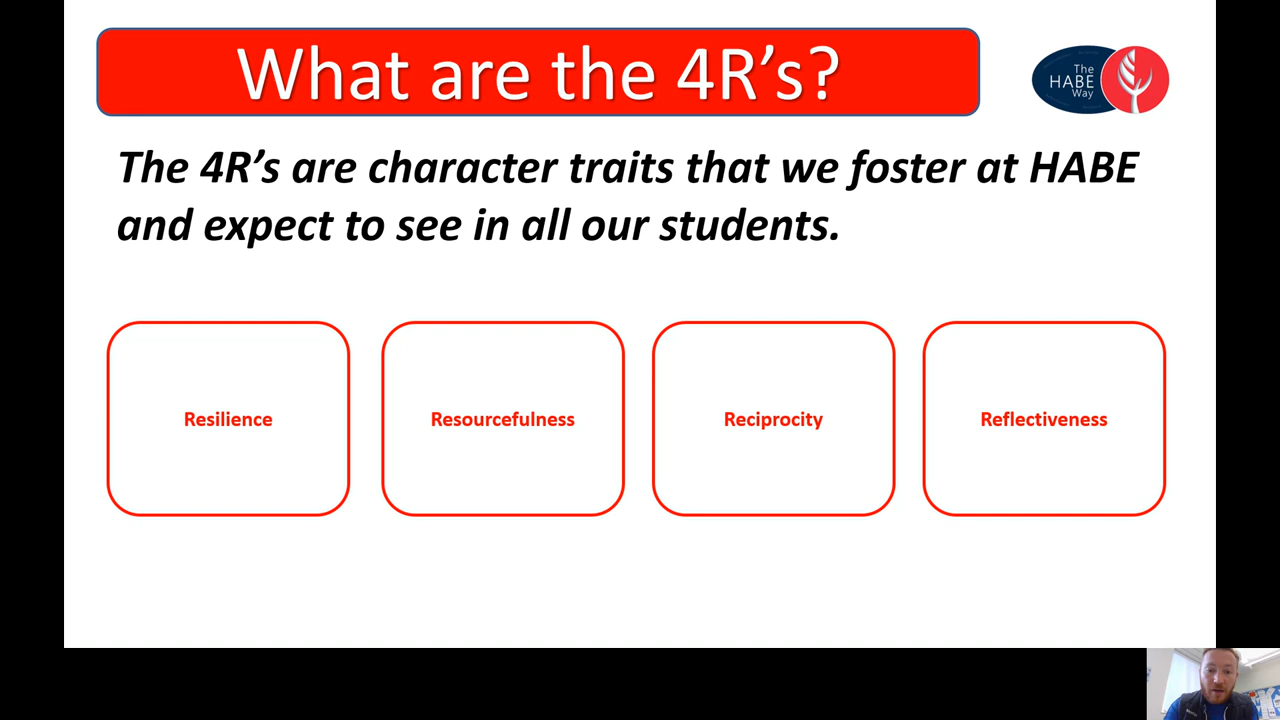 What are the 4R's?
The
HABE
Way
The 4R's are character traits that we foster at HABE
and expect to see in all our students.
Resilience
Resourcefulness
Reciprocity
Reflectiveness